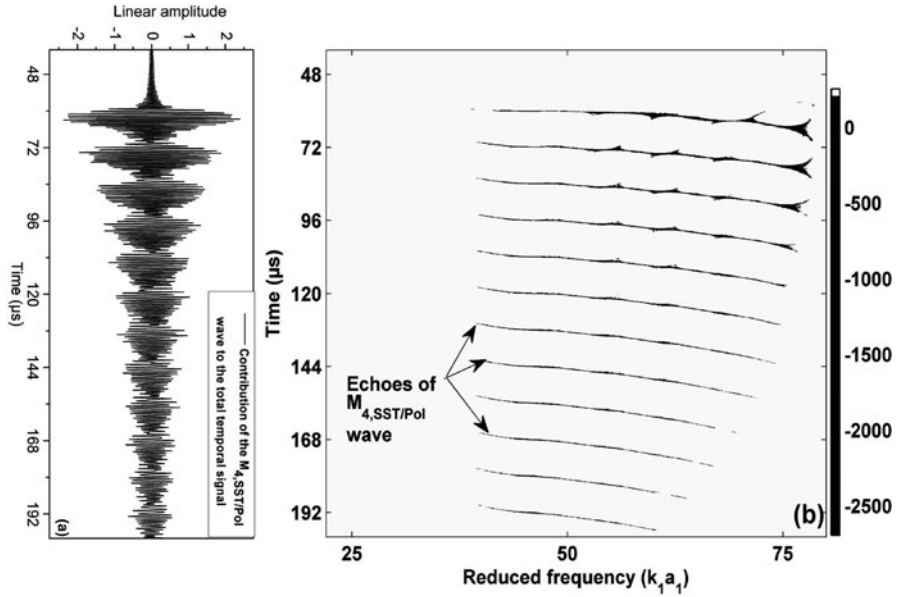 Linear amplitude
-2 -1 0 1 2
48
72
96
120
144
168
192
Time (µs)
Contribution of the M4,SST/Pol
wave to the total temporal signal
(a)
48
72
96
120
144
168
192
Time (µs)
Echoes of
M4,SST/Pol
wave
(b)
25 50 75
Reduced frequency (k1a1)
0
-500
-1000
-1500
-2000
-2500